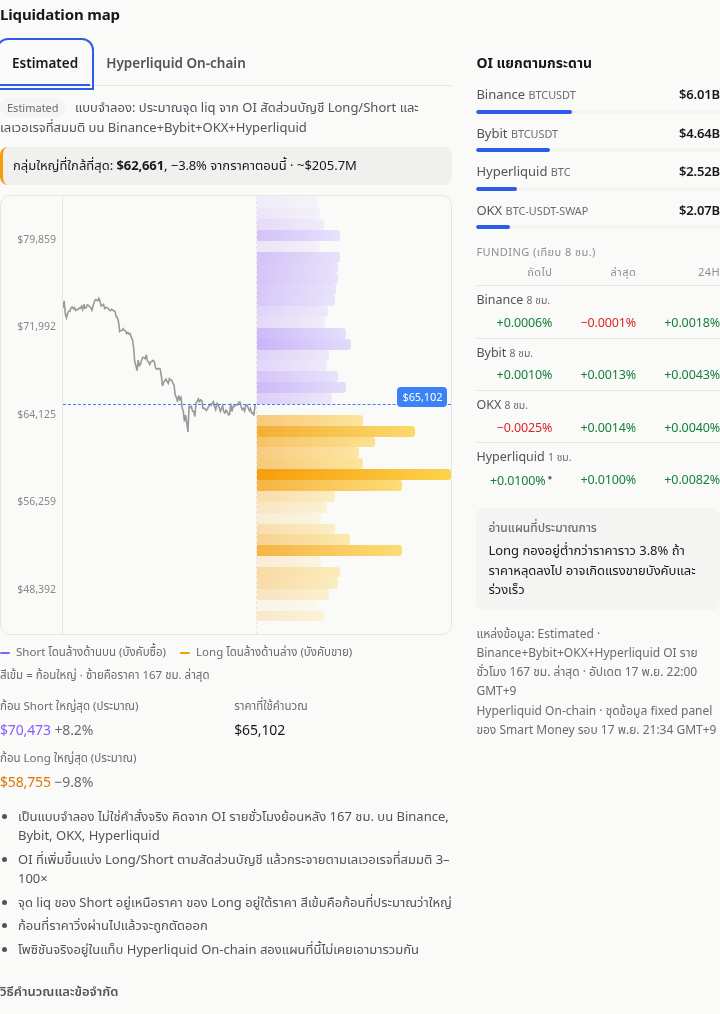 Liquidation map
Estimated
Hyperliquid On-chain
Estimated แบบจำลอง: ประมาณจุด liq จาก OI สัดส่วนบัญชี Long/Short และ
เลเวอเรจที่สมมติ บน Binance+Bybit+OKX+Hyperliquid
กลุ่มใหญ่ที่ใกล้ที่สุด: $62,661, −3.8% จากราคาตอนนี้ · ~$205.7M
$79,859
$71,992
$65,102
$64,125
$56,259
$48,392
Short โดนล้างด้านบน (บังคับซื้อ)
Long โดนล้างด้านล่าง (บังคับขาย)
สีเข้ม = ก้อนใหญ่ · ซ้ายคือราคา 167 ชม. ล่าสุด
ก้อน Short ใหญ่สุด (ประมาณ)
$70,473 +8.2%
ราคาที่ใช้คำนวณ
$65,102
ก้อน Long ใหญ่สุด (ประมาณ)
$58,755 −9.8%
เป็นแบบจำลอง ไม่ใช่คำสั่งจริง คิดจาก OI รายชั่วโมงย้อนหลัง 167 ชม. บน Binance,
Bybit, OKX, Hyperliquid
OI ที่เพิ่มขึ้นแบ่ง Long/Short ตามสัดส่วนบัญชี แล้วกระจายตามเลเวอเรจที่สมมติ 3–
100×
จุด liq ของ Short อยู่เหนือราคา ของ Long อยู่ใต้ราคา สีเข้มคือก้อนที่ประมาณว่าใหญ่
ก้อนที่ราคาวิ่งผ่านไปแล้วจะถูกตัดออก
โพซิชันจริงอยู่ในแท็บ Hyperliquid On-chain สองแผนที่นี้ไม่เคยเอามารวมกัน
วิธีคำนวณและข้อจำกัด
OI แยกตามกระดาน
Binance BTCUSDT $6.01B
Bybit BTCUSDT $4.64B
Hyperliquid BTC $2.52B
OKX BTC-USDT-SWAP $2.07B
FUNDING (เทียบ 8 ชม.)
ถัดไป ล่าสุด 24H
Binance 8 ชม.
+0.0006% −0.0001% +0.0018%
Bybit 8 ชม.
+0.0010% +0.0013% +0.0043%
OKX 8 ชม.
−0.0025% +0.0014% +0.0040%
Hyperliquid 1 ชม.
+0.0100%* +0.0100% +0.0082%
อ่านแผนที่ประมาณการ
Long กองอยู่ต่ำกว่าราคาราว 3.8% ถ้า
ราคาหลุดลงไป อาจเกิดแรงขายบังคับและ
ร่วงเร็ว
แหล่งข้อมูล: Estimated ·
Binance+Bybit+OKX+Hyperliquid OI ราย
ชั่วโมง 167 ชม. ล่าสุด · อัปเดต 17 พ.ย. 22:00
GMT+9
Hyperliquid On-chain · ชุดข้อมูล fixed panel
ของ Smart Money รอบ 17 พ.ย. 21:34 GMT+9